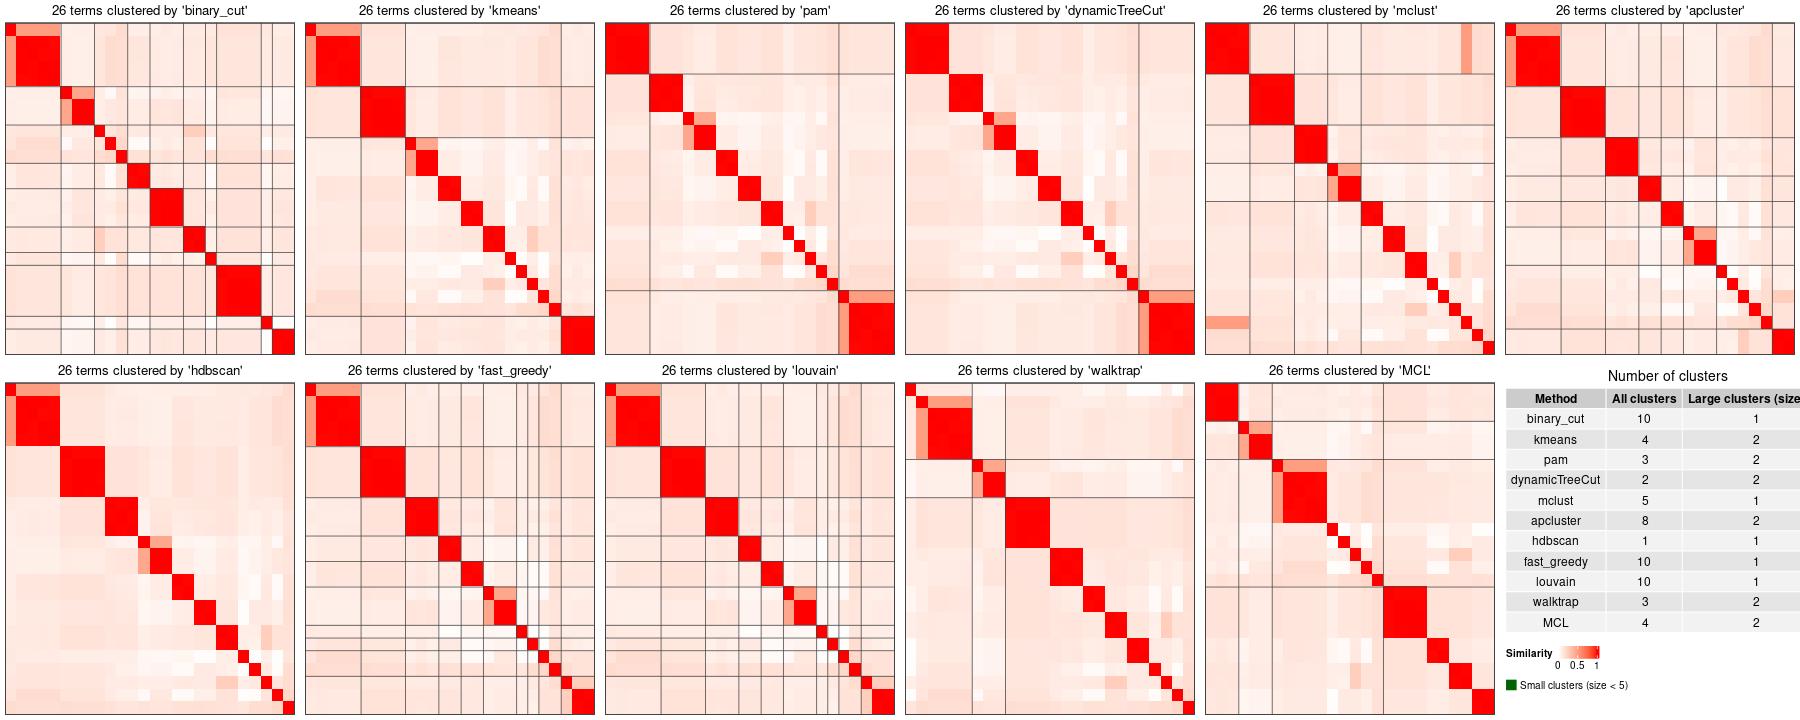 26 terms clustered by 'binary_cut'
26 terms clustered by 'kmeans'
26 terms clustered by 'pam'
26 terms clustered by 'dynamicTreeCut'
26 terms clustered by 'mclust'
26 terms clustered by 'apcluster'
26 terms clustered by 'hdbscan'
26 terms clustered by 'fast_greedy'
26 terms clustered by 'louvain'
26 terms clustered by 'walktrap'
26 terms clustered by 'MCL'
Number of clusters
Method All clusters Large clusters (size
binary_cut 10 1
kmeans 4 2
pam 3 2
dynamicTreeCut 2 2
mclust 5 1
apcluster 8 2
hdbscan 1 1
fast_greedy 10 1
louvain 10 1
walktrap 3 2
MCL 4 2
Similarity
0 0.5 1
Small clusters (size < 5)